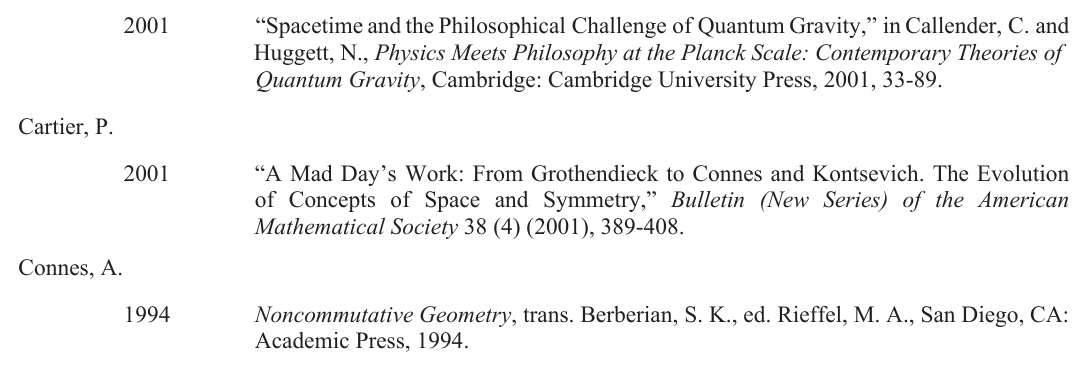 2001 “Spacetime and the Philosophical Challenge of Quantum Gravity,” in Callender, C. and
Huggett, N., Physics Meets Philosophy at the Planck Scale: Contemporary Theories of
Quantum Gravity, Cambridge: Cambridge University Press, 2001, 33-89.
Cartier, P.
2001 “A Mad Day’s Work: From Grothendieck to Connes and Kontsevich. The Evolution
of Concepts of Space and Symmetry,” Bulletin (New Series) of the American
Mathematical Society 38 (4) (2001), 389-408.
Connes, A.
1994 Noncommutative Geometry, trans. Berberian, S. K., ed. Rieffel, M. A., San Diego, CA:
Academic Press, 1994.